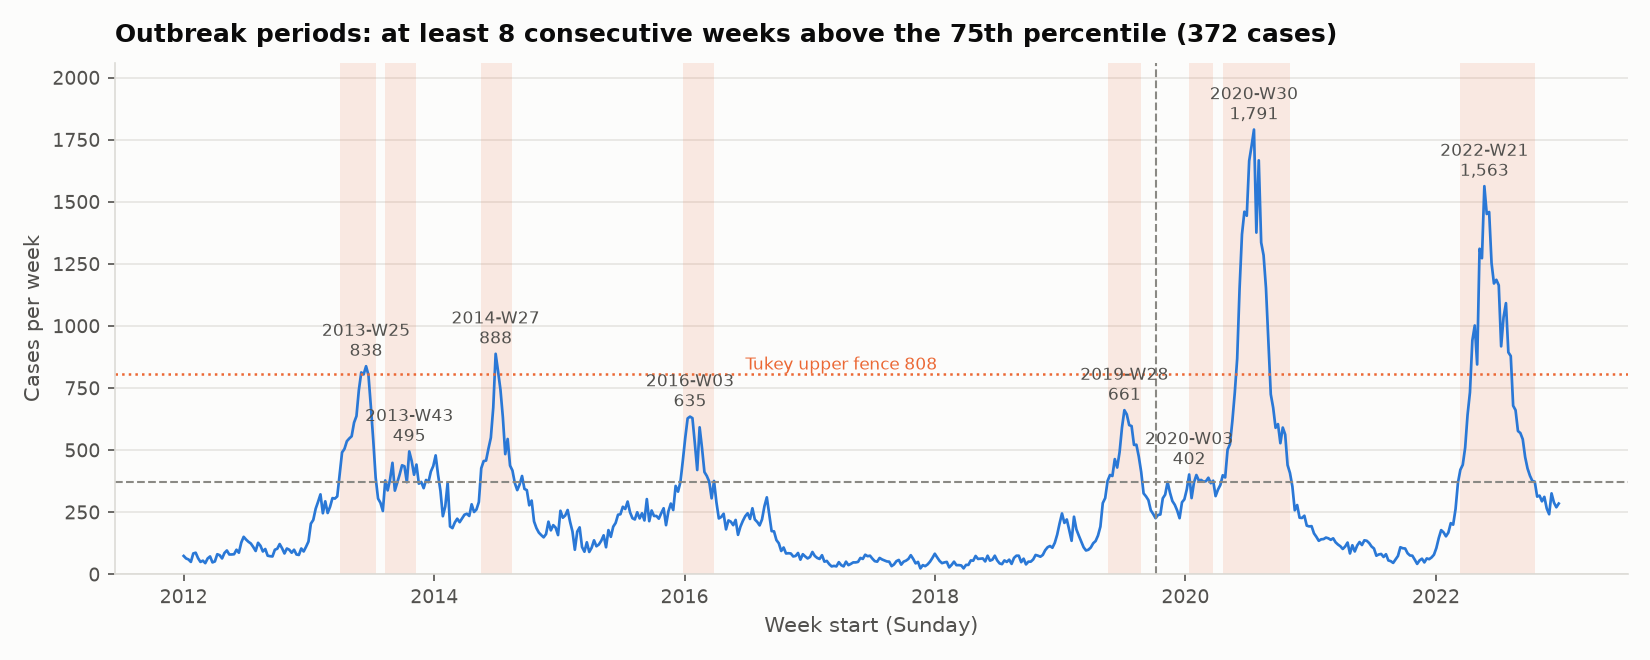 Outbreak periods: at least 8 consecutive weeks above the 75th percentile (372 cases)
Cases per week
2000
1750
1500
1250
1000
750
500
250
0
2013-W25
838
2013-W43
495
2014-W27
888
2016-W03
635
Tukey upper fence 808
2019-W28
661
2020-W03
402
2020-W30
1,791
2022-W21
1,563
2012
2014
2016
2018
2020
2022
Week start (Sunday)